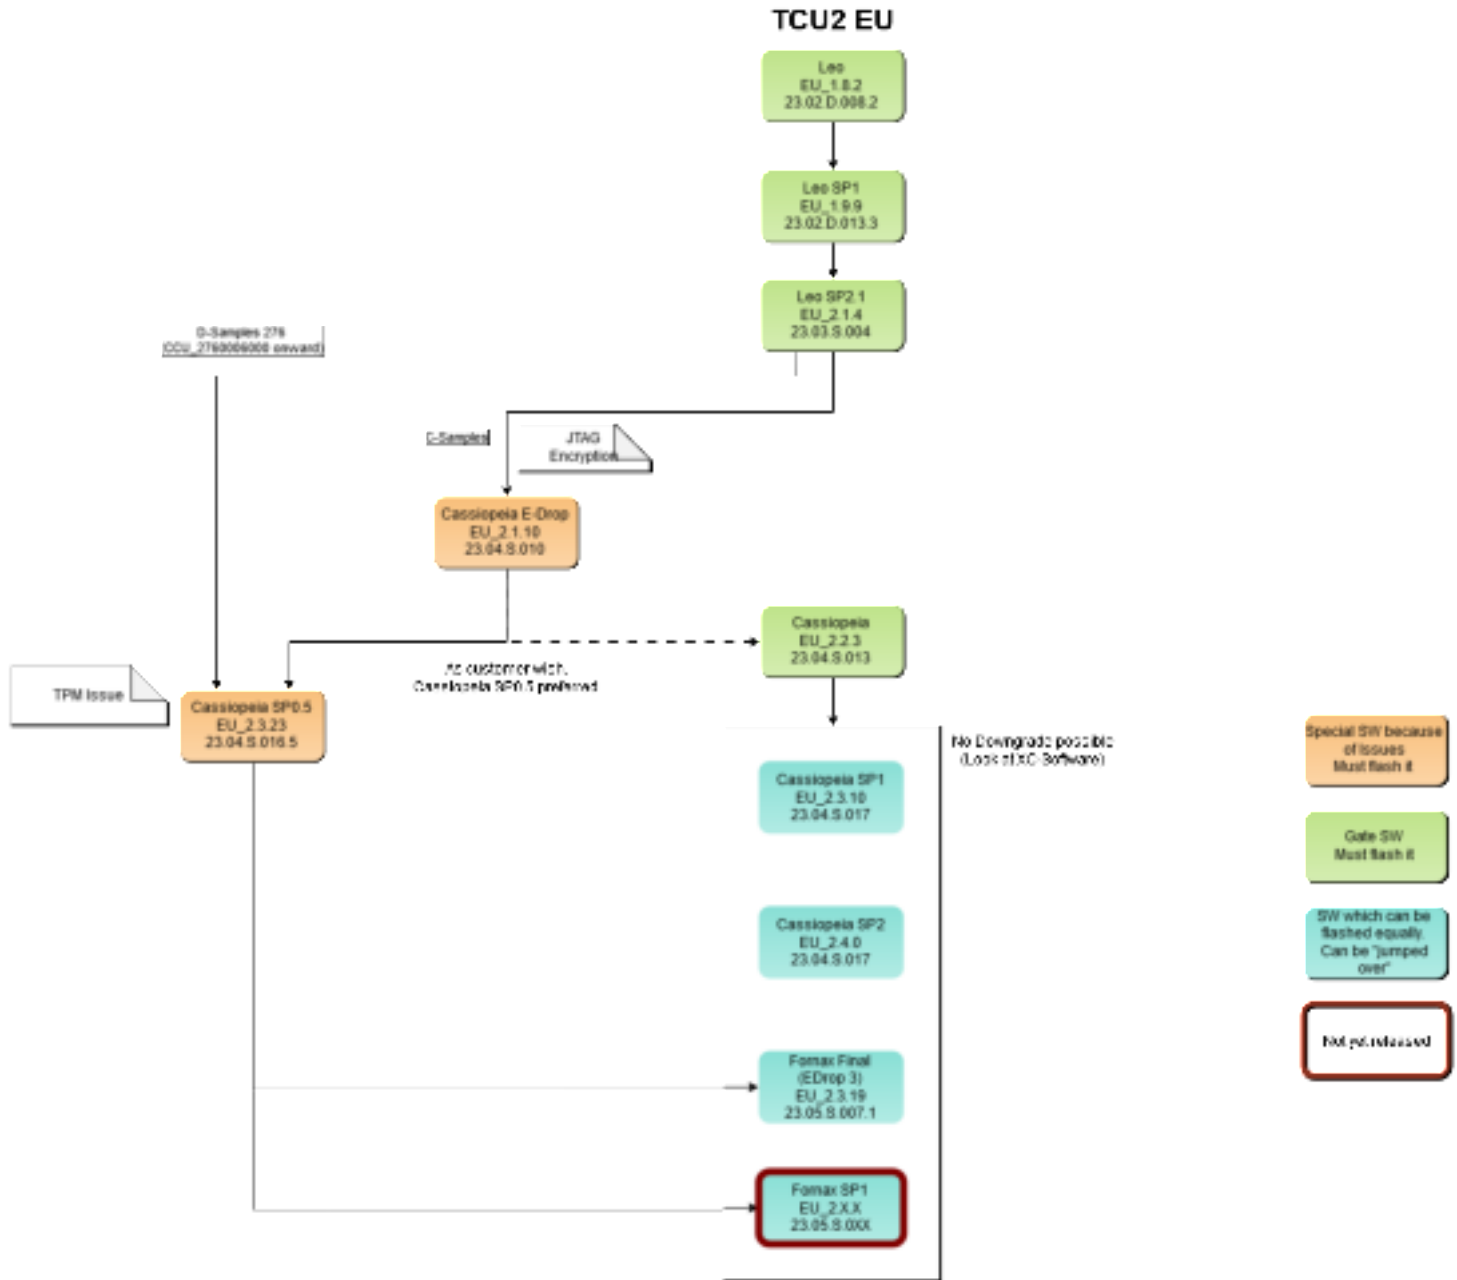 TCU2 EU
Leo
EU_1.8.2
23.02.D.008.2
Leo SP1
EU_1.9.9
23.02.D.013.3
Leo SP2.1
EU_2.1.4
23.03.S.004
D-Samples 276
(CCU_2760006000 onward)
C-Samples
JTAG
Encryption
Cassiopeia E-Drop
EU_2.1.10
23.04.S.010
Cassiopeia
EU_2.2.3
23.04.S.013
As customer wish.
Cassiopeia SP0.5 preferred
TPM Issue
Cassiopeia SP0.5
EU_2.3.23
23.04.S.016.5
No Downgrade possible
(Look at XC-Software)
Cassiopeia SP1
EU_2.3.10
23.04.S.017
Cassiopeia SP2
EU_2.4.0
23.04.S.017
Fornax Final
(EDrop 3)
EU_2.3.19
23.05.S.007.1
Fornax SP1
EU_2.X.X
23.05.S.0XX
Special SW because
of Issues
Must flash it
Gate SW
Must flash it
SW which can be
flashed equally.
Can be "jumped
over"
Not yet released